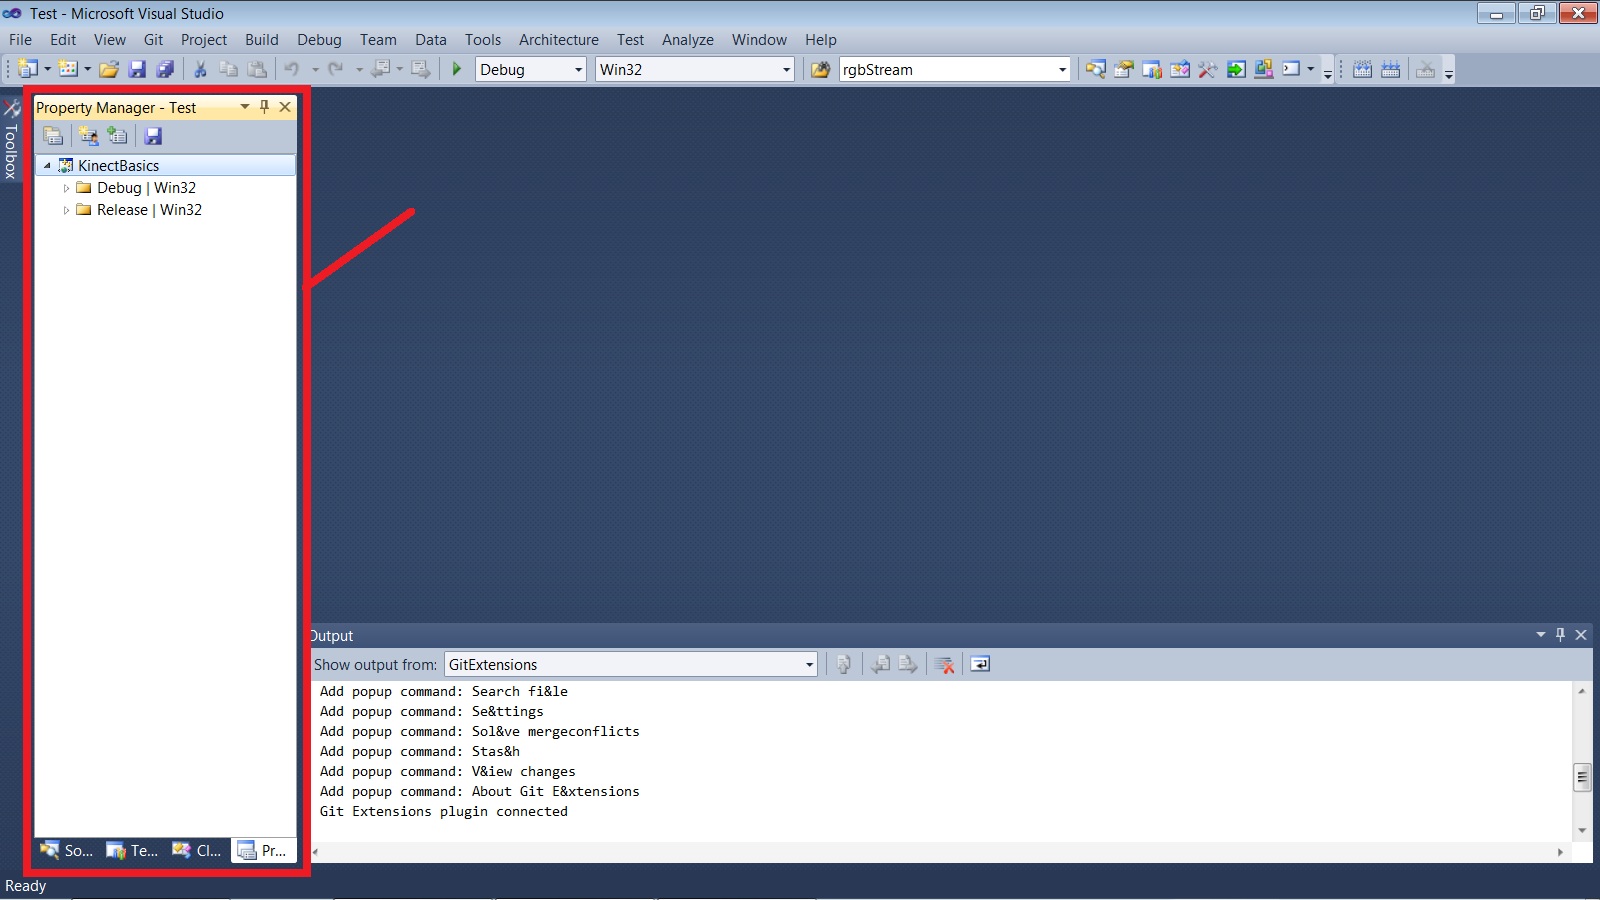 Test - Microsoft Visual Studio
File Edit View Git Project Build Debug Team Data Tools Architecture Test Analyze Window Help
Debug Win32 rgbStream
Toolbox
Property Manager - Test
KinectBasics
Debug | Win32
Release | Win32
So... Te... Cl... Pr...
Output
Show output from: GitExtensions
Add popup command: Search fi&le
Add popup command: Se&ttings
Add popup command: Sol&ve mergeconflicts
Add popup command: Stas&h
Add popup command: V&iew changes
Add popup command: About Git E&xtensions
Git Extensions plugin connected
Ready